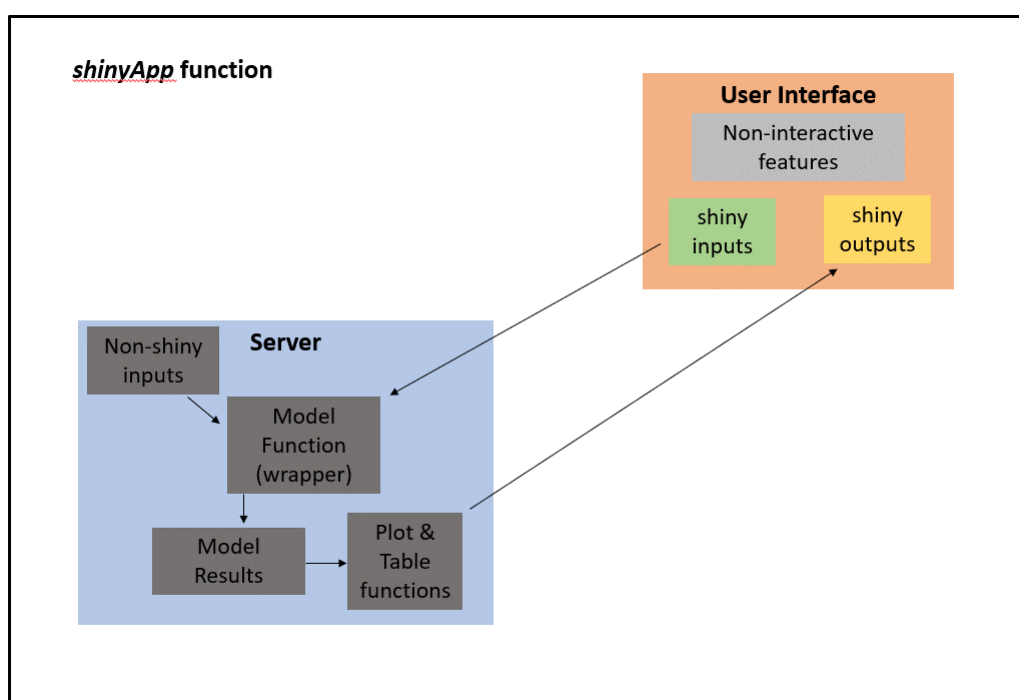 shinyApp function
User Interface
Non-interactive
features
shiny
inputs
shiny
outputs
Server
Non-shiny
inputs
Model
Function
(wrapper)
Model
Results
Plot &
Table
functions